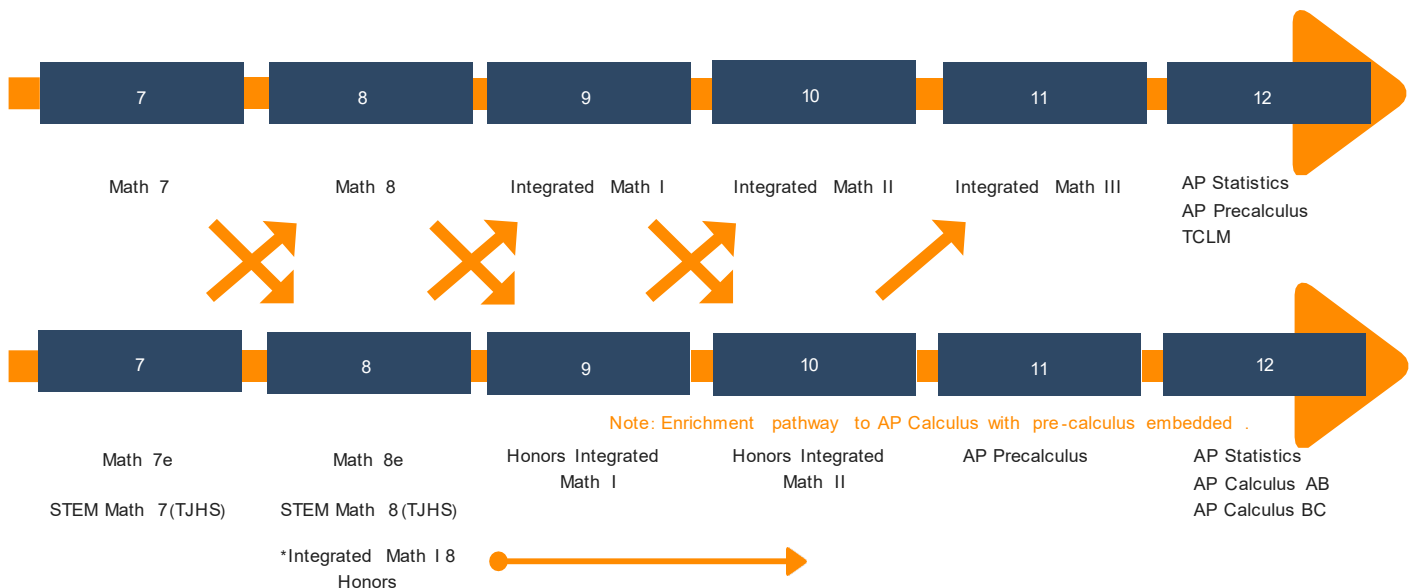 7
8
9
10
11
12
Math 7
Math 8
Integrated Math I
Integrated Math II
Integrated Math III
AP Statistics
AP Precalculus
TCLM
7
8
9
10
11
12
Note: Enrichment pathway to AP Calculus with pre-calculus embedded .
Math 7e
STEM Math 7(TJHS)
Math 8e
STEM Math 8(TJHS)
*Integrated Math I 8
Honors
Honors Integrated
Math I
Honors Integrated
Math II
AP Precalculus
AP Statistics
AP Calculus AB
AP Calculus BC